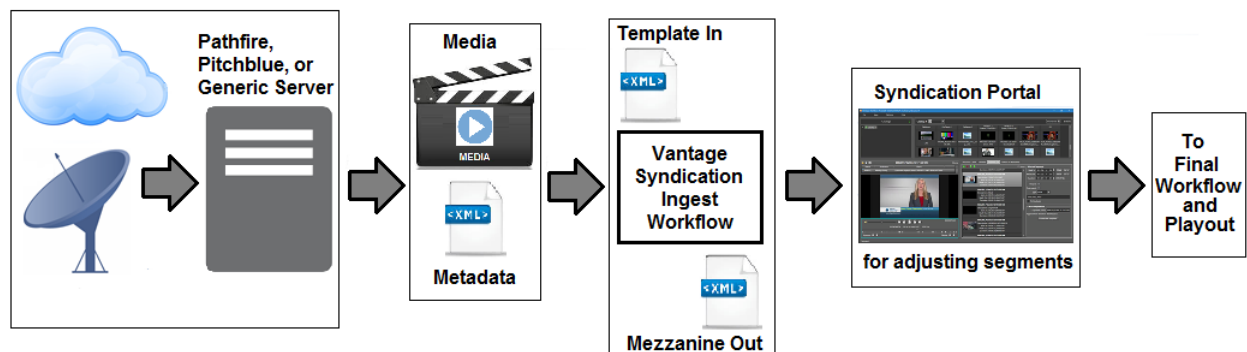 Pathfire,
Pitchblue, or
Generic Server
Media
MEDIA
<XML>
Metadata
Template In
<XML>
Vantage
Syndication
Ingest
Workflow
<XML>
Mezzanine Out
Syndication Portal
for adjusting segments
To
Final
Workflow
and
Playout